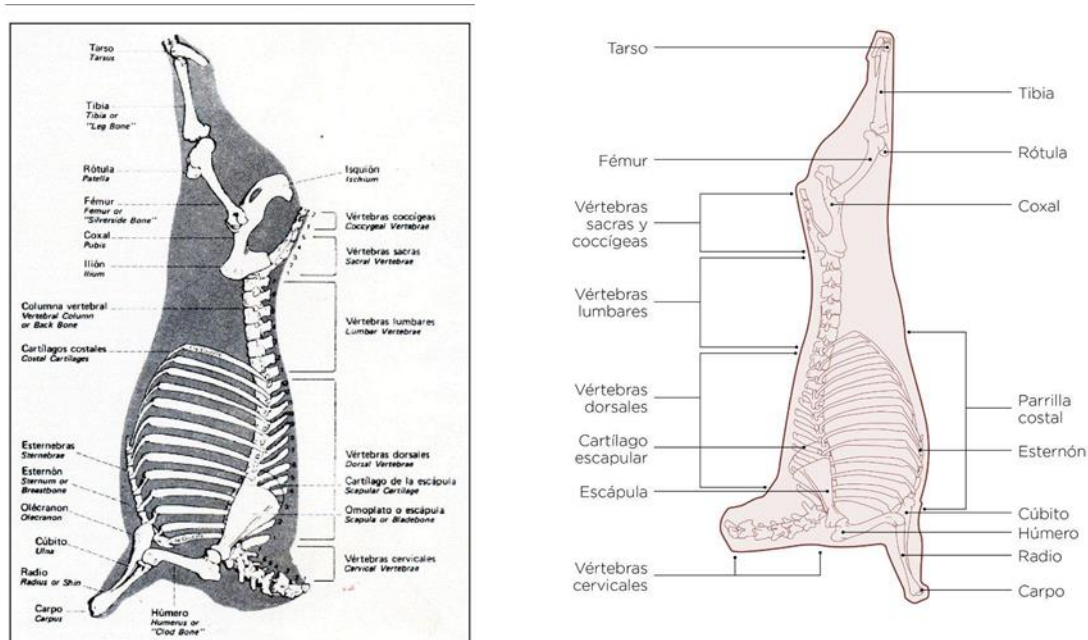 Tarso
Tarsus
Tibia
Tibia or
"Leg Bone"
Rótula
Patella
Fémur
Femur or
"Silverside Bone"
Coxal
Pubis
Ilión
Ilium
Columna vertebral
Vertebral Column
or Back Bone
Cartílagos costales
Costal Cartilages
Esternebras
Sternebrae
Esternón
Sternum or
Breastbone
Olécranon
Olecranon
Cúbito
Ulna
Radio
Radius or Shin
Carpo
Carpus
Húmero
Humerus or
"Clod Bone"
Isquión
Ischium
Vértebras coccígeas
Coccygeal Vertebrae
Vértebras sacras
Sacral Vertebrae
Vértebras lumbares
Lumbar Vertebrae
Vértebras dorsales
Dorsal Vertebrae
Cartílago de la escápula
Scapular Cartilage
Omoplato o escápula
Scapula or Bladebone
Vértebras cervicales
Cervical Vertebrae
Tarso
Fémur
Vértebras
sacras y
coccígeas
Vértebras
lumbares
Vértebras
dorsales
Cartílago
escapular
Escápula
Vértebras
cervicales
Tibia
Rótula
Coxal
Parrilla
costal
Esternón
Cúbito
Húmero
Radio
Carpo